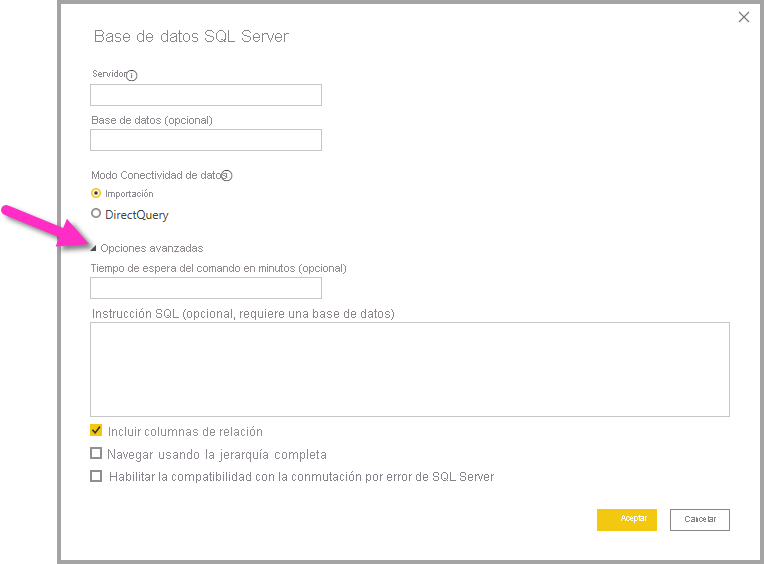 Base de datos SQL Server
Servidor
Base de datos (opcional)
Modo Conectividad de datos
Importación
DirectQuery
Opciones avanzadas
Tiempo de espera del comando en minutos (opcional)
Instrucción SQL (opcional, requiere una base de datos)
Incluir columnas de relación
Navegar usando la jerarquía completa
Habilitar la compatibilidad con la conmutación por error de SQL Server
Aceptar
Cancelar